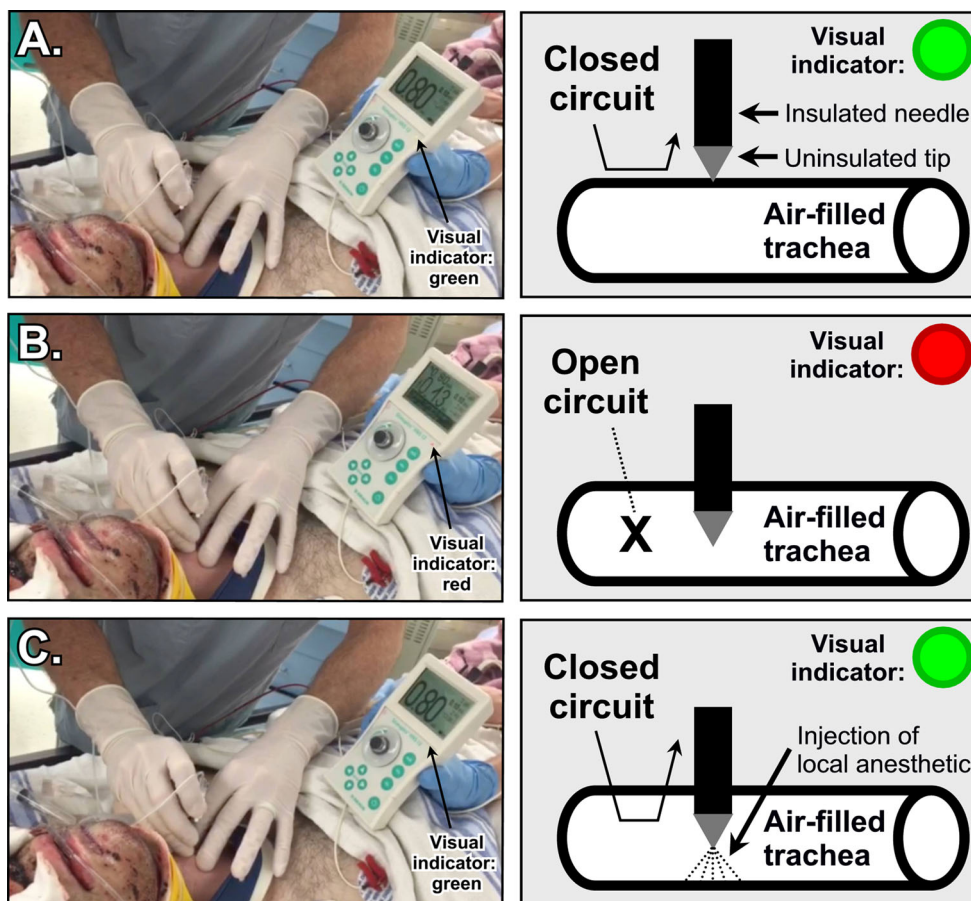 A.
0.80
Visual
indicator:
green
Closed
circuit
Visual
indicator:
Insulated needle
Uninsulated tip
Air-filled
trachea
B.
0.13
Visual
indicator:
red
Open
circuit
X
Visual
indicator:
Air-filled
trachea
C.
0.80
Visual
indicator:
green
Closed
circuit
Visual
indicator:
Injection of
local anesthetic
Air-filled
trachea